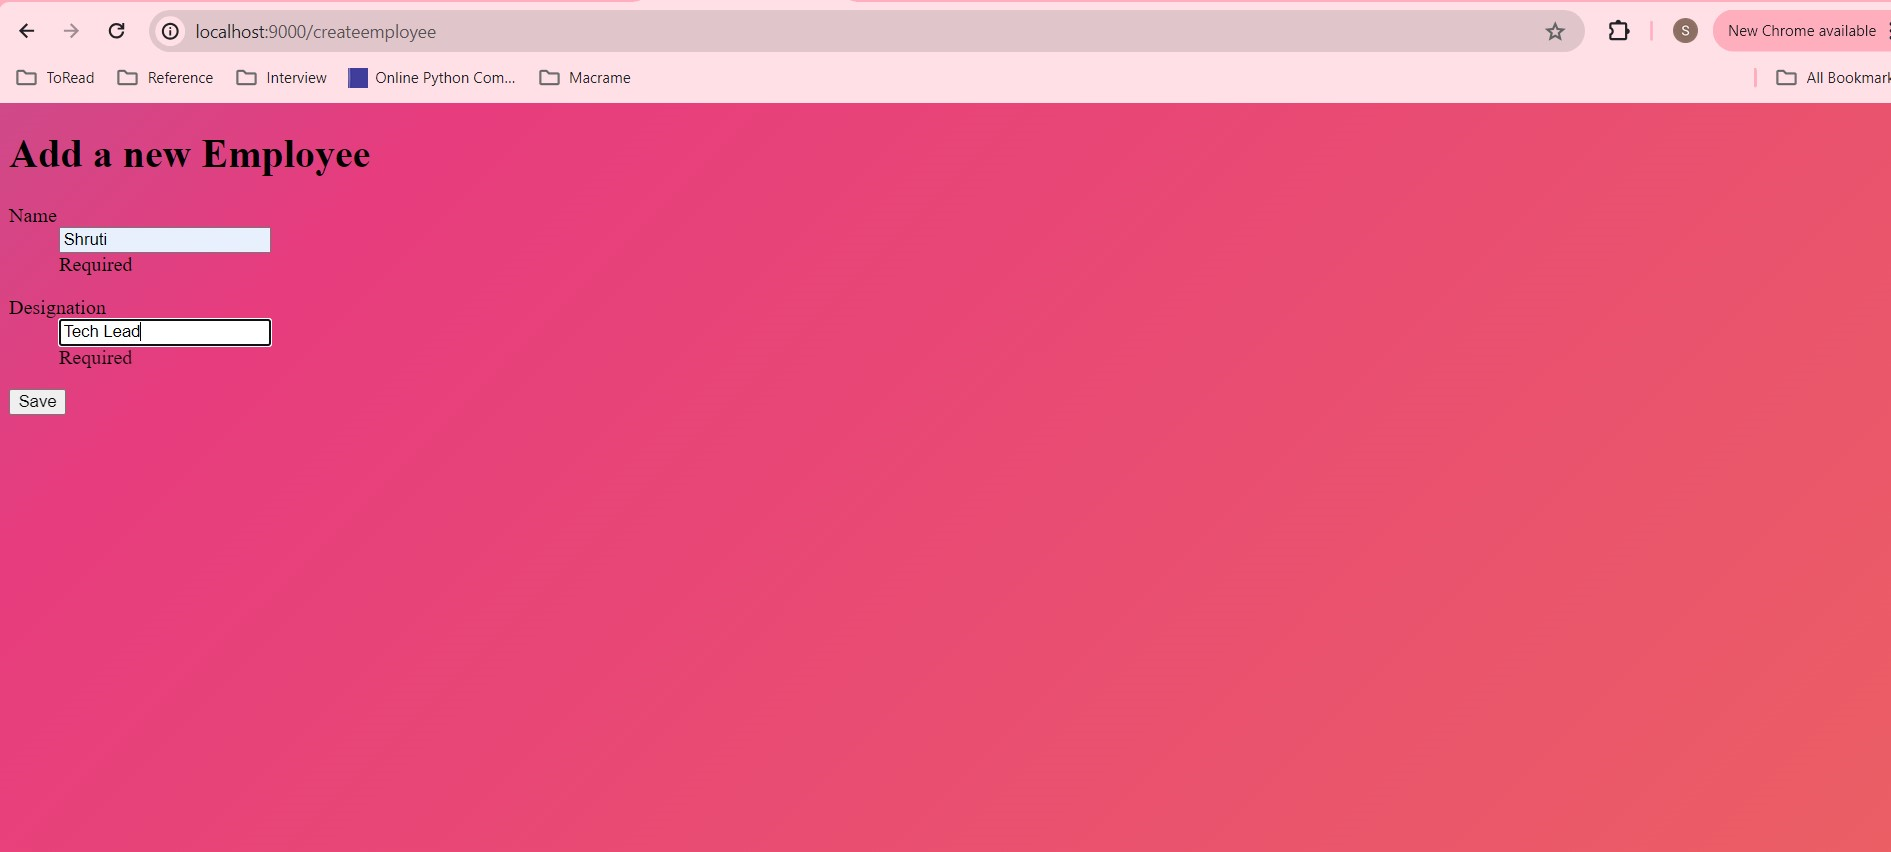 localhost:9000/createemployee
S
New Chrome available
ToRead
Reference
Interview
Online Python Com...
Macrame
All Bookmark
Add a new Employee
Name
Shruti
Required
Designation
Tech Lead
Required
Save